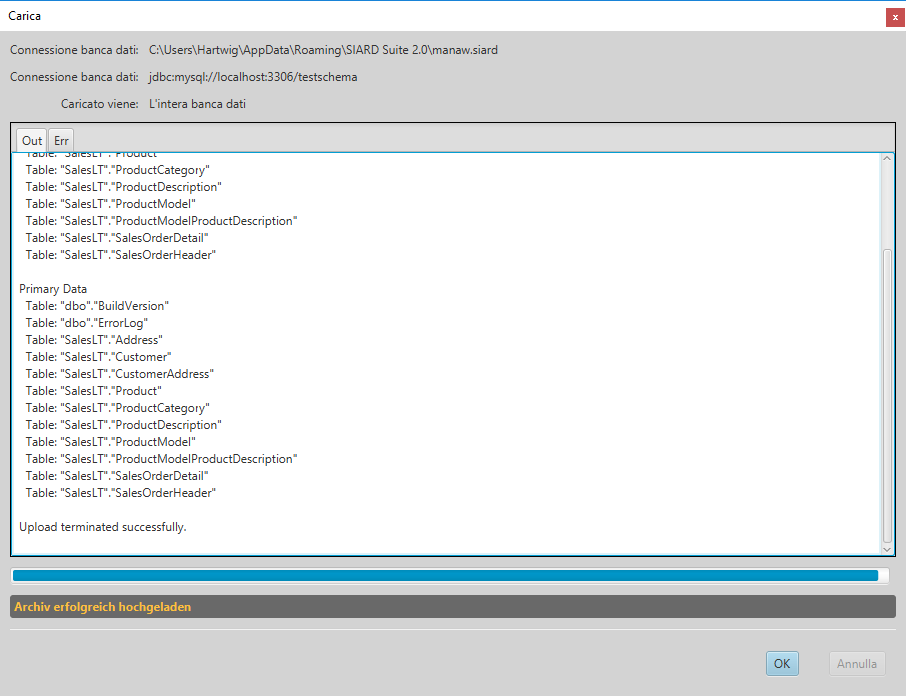 Carica
x
Connessione banca dati: C:\Users\Hartwig\AppData\Roaming\SIARD Suite 2.0\manaw.siard
Connessione banca dati: jdbc:mysql://localhost:3306/testschema
Caricato viene: L'intera banca dati
Out Err
Table: "SalesLT"."Product"
Table: "SalesLT"."ProductCategory"
Table: "SalesLT"."ProductDescription"
Table: "SalesLT"."ProductModel"
Table: "SalesLT"."ProductModelProductDescription"
Table: "SalesLT"."SalesOrderDetail"
Table: "SalesLT"."SalesOrderHeader"
Primary Data
Table: "dbo"."BuildVersion"
Table: "dbo"."ErrorLog"
Table: "SalesLT"."Address"
Table: "SalesLT"."Customer"
Table: "SalesLT"."CustomerAddress"
Table: "SalesLT"."Product"
Table: "SalesLT"."ProductCategory"
Table: "SalesLT"."ProductDescription"
Table: "SalesLT"."ProductModel"
Table: "SalesLT"."ProductModelProductDescription"
Table: "SalesLT"."SalesOrderDetail"
Table: "SalesLT"."SalesOrderHeader"
Upload terminated successfully.
Archiv erfolgreich hochgeladen
OK Annulla